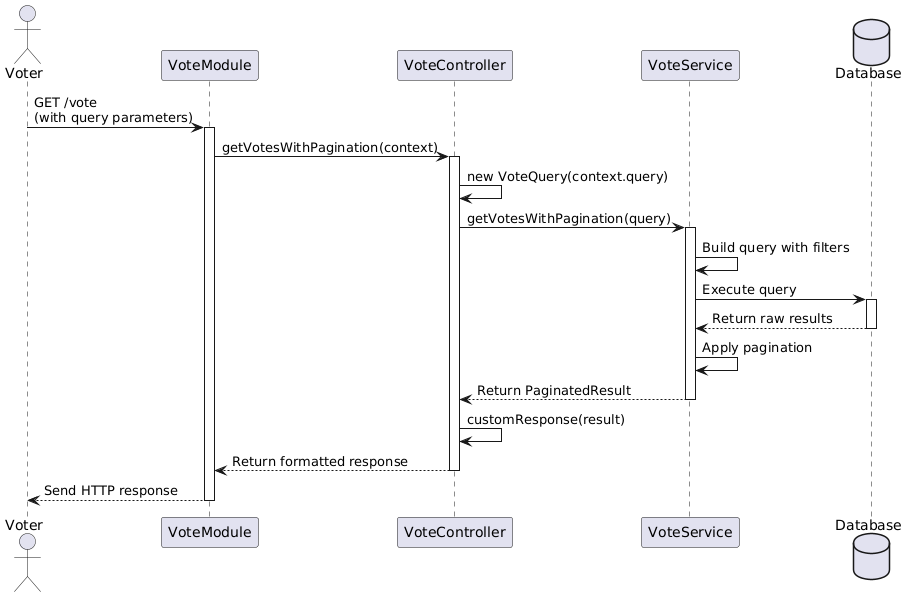 Voter
VoteModule
VoteController
VoteService
Database
GET /vote
(with query parameters)
getVotesWithPagination(context)
new VoteQuery(context.query)
getVotesWithPagination(query)
Build query with filters
Execute query
Return raw results
Apply pagination
Return PaginatedResult
customResponse(result)
Return formatted response
Send HTTP response
Voter
VoteModule
VoteController
VoteService
Database